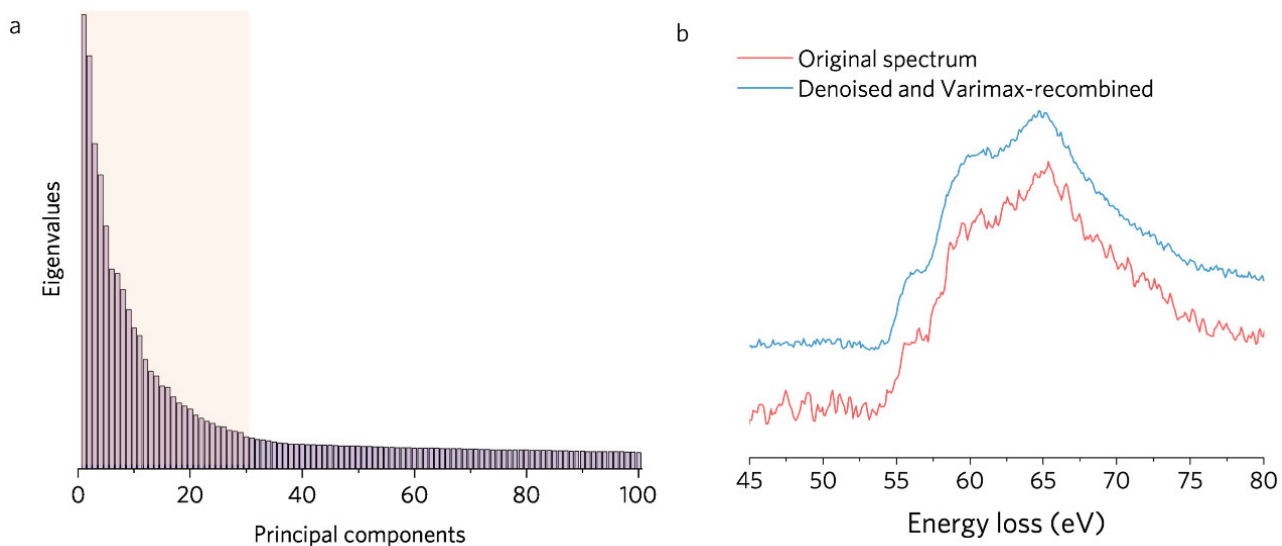 a
Eigenvalues
0 20 40 60 80 100
Principal components
b
Original spectrum
Denoised and Varimax-recombined
45 50 55 60 65 70 75 80
Energy loss (eV)